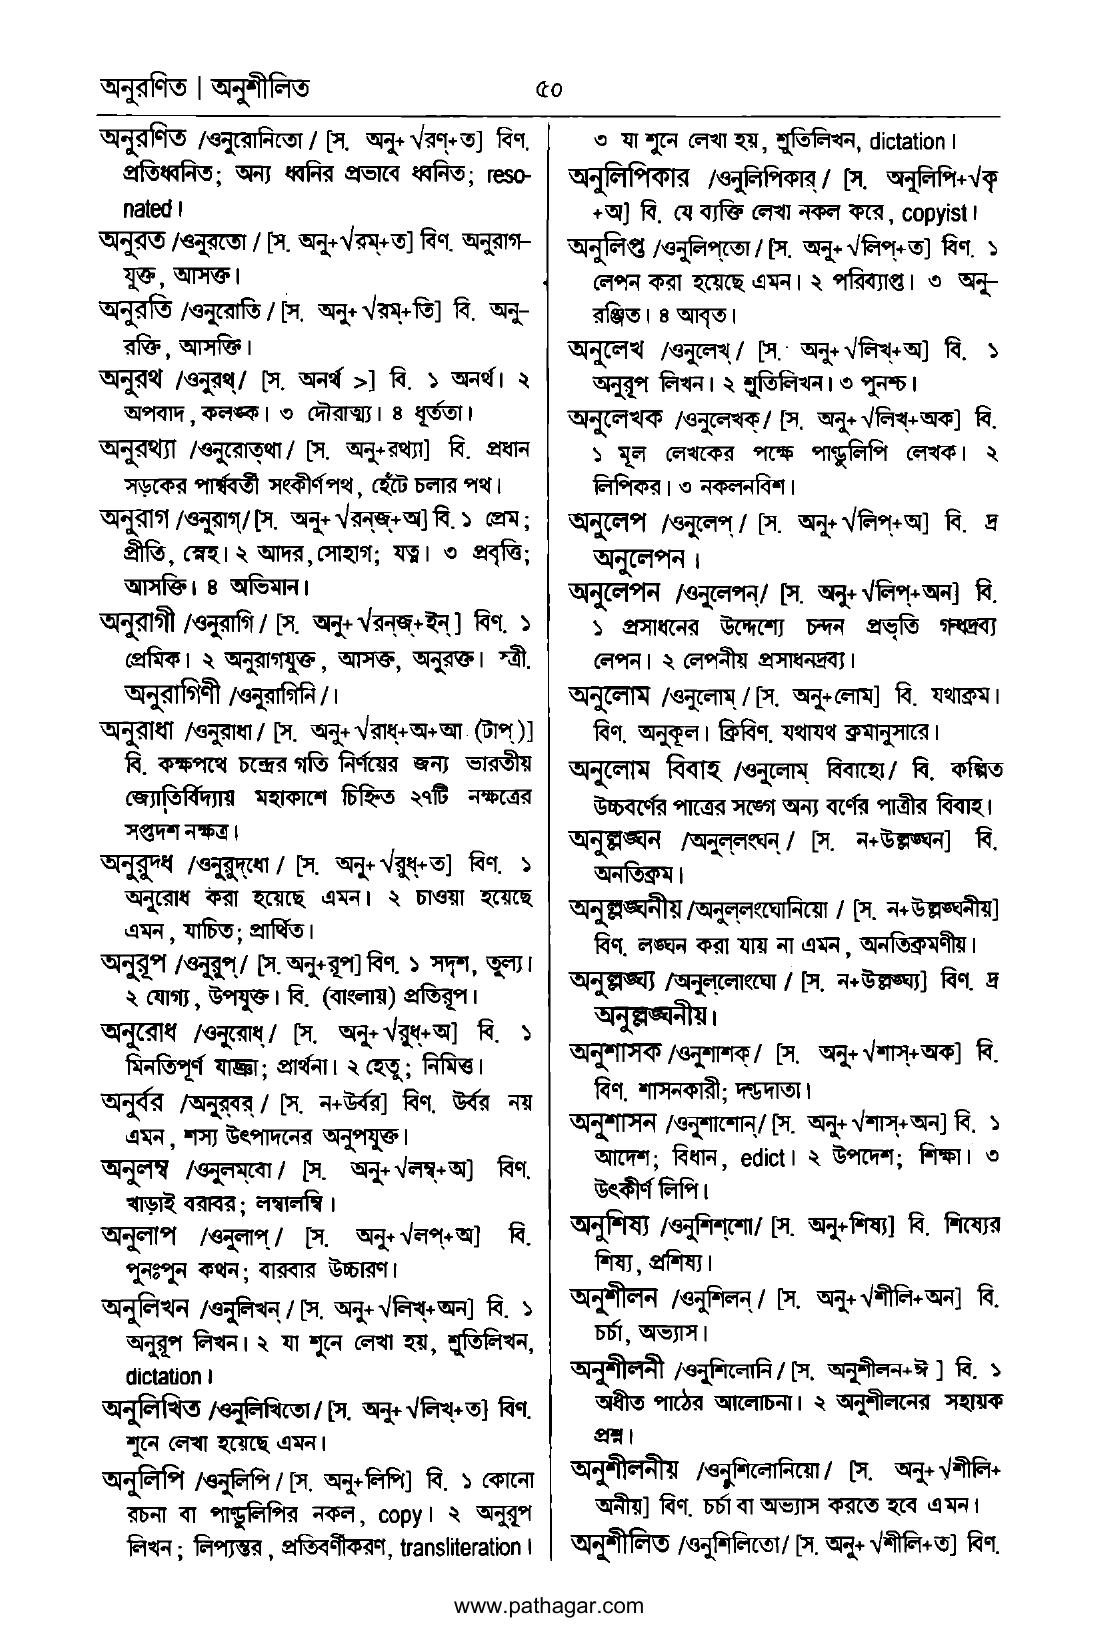 অনুরণিত | অনুশীলিত
৫০
অনুরণিত /ওনুরোনিতো / [স. অনু+ √রণ্+ত] বিণ.
প্রতিধ্বনিত; অন্য ধ্বনির প্রভাবে ধ্বনিত; reso-
nated।
অনুরত /ওনুরতো / [স. অনু+√রম্+ত] বিণ. অনুরাগ-
যুক্ত, আসক্ত।
অনুরতি /ওনুরোতি / [স. অনু+ √রম্+তি] বি. অনু-
রক্তি, আসক্তি।
অনুরথ /ওনুরথ্/ [স. অনর্থ >] বি. ১ অনর্থ। ২
অপবাদ, কলঙ্ক। ৩ দৌরাত্ম্য। ৪ ধূর্ততা।
অনুরথ্যা /ওনুরোত্থা / [স. অনু+রথ্যা] বি. প্রধান
সড়কের পার্শ্ববর্তী সংকীর্ণ পথ, হেঁটে চলার পথ।
অনুরাগ /ওনুরাগ্/ [স. অনু+ √রন্‌জ্+অ] বি. ১ প্রেম;
প্রীতি, স্নেহ। ২ আদর, সোহাগ; যত্ন। ৩ প্রবৃত্তি;
আসক্তি। ৪ অভিমান।
অনুরাগী /ওনুরাগি / [স. অনু+ √রন্‌জ্+ইন্ ] বিণ. ১
প্রেমিক। ২ অনুরাগযুক্ত, আসক্ত, অনুরক্ত। স্ত্রী.
অনুরাগিণী /ওনুরাগিনি /।
অনুরাধা /ওনুরাধা / [স. অনু+ √রাধ্+অ+আ (টাপ্ )]
বি. কক্ষপথে চন্দ্রের গতি নির্ণয়ের জন্য ভারতীয়
জ্যোতির্বিদ্যায় মহাকাশে চিহ্নিত ২৭টি নক্ষত্রের
সপ্তদশ নক্ষত্র।
অনুরুদ্ধ /ওনুরুদ্‌ধো / [স. অনু+ √রুধ্+ত] বিণ. ১
অনুরোধ করা হয়েছে এমন। ২ চাওয়া হয়েছে
এমন, যাচিত; প্রার্থিত।
অনুরূপ /ওনুরুপ্/ [স. অনু+রূপ] বিণ. ১ সদৃশ, তুল্য।
২ যোগ্য, উপযুক্ত। বি. (বাংলায়) প্রতিরূপ।
অনুরোধ /ওনুরোধ্/ [স. অনু+ √রুধ্+অ] বি. ১
মিনতিপূর্ণ যাচ্ঞা; প্রার্থনা। ২ হেতু; নিমিত্ত।
অনুর্বর /অনুর্‌বর্/ [স. ন+উর্বর] বিণ. উর্বর নয়
এমন, শস্য উৎপাদনের অনুপযুক্ত।
অনুলম্ব /ওনুলম্‌বো / [স. অনু+ √লম্ব+অ] বিণ.
খাড়াই বরাবর; লম্বালম্বি।
অনুলাপ /ওনুলাপ্ / [স. অনু+ √লপ্+অ] বি.
পুনঃপুন কথন; বারবার উচ্চারণ।
অনুলিখন /ওনুলিখন্ / [স. অনু+ √লিখ্+অন] বি. ১
অনুরূপ লিখন। ২ যা শুনে লেখা হয়, শ্রুতিলিখন,
dictation।
অনুলিখিত /ওনুলিখিতো / [স. অনু+ √লিখ্+ত] বিণ.
শুনে লেখা হয়েছে এমন।
অনুলিপি /ওনুলিপি / [স. অনু+লিপি] বি. ১ কোনো
রচনা বা পাণ্ডুলিপির নকল, copy। ২ অনুরূপ
লিখন; লিপ্যন্তর, প্রতিবর্ণীকরণ, transliteration।
৩ যা শুনে লেখা হয়, শ্রুতিলিখন, dictation।
অনুলিপিকার /ওনুলিপিকার্/ [স. অনুলিপি+√কৃ
+অ] বি. যে ব্যক্তি লেখা নকল করে, copyist।
অনুলিপ্ত /ওনুলিপ্‌তো / [স. অনু+ √লিপ্+ত] বিণ. ১
লেপন করা হয়েছে এমন। ২ পরিব্যাপ্ত। ৩ অনু-
রঞ্জিত। ৪ আবৃত।
অনুলেখ /ওনুলেখ্ / [স. অনু+ √লিখ্+অ] বি. ১
অনুরূপ লিখন। ২ শ্রুতিলিখন। ৩ পুনশ্চ।
অনুলেখক /ওনুলেখক্/ [স. অনু+ √লিখ্+অক] বি.
১ মূল লেখকের পক্ষে পাণ্ডুলিপি লেখক। ২
লিপিকর। ৩ নকলনবিশ।
অনুলেপ /ওনুলেপ্ / [স. অনু+ √লিপ্+অ] বি. দ্র
অনুলেপন ।
অনুলেপন /ওনুলেপন্/ [স. অনু+ √লিপ্+অন] বি.
১ প্রসাধনের উদ্দেশ্যে চন্দন প্রভৃতি গন্ধদ্রব্য
লেপন। ২ লেপনীয় প্রসাধনদ্রব্য।
অনুলোম /ওনুলোম্ / [স. অনু+লোম] বি. যথাক্রম।
বিণ. অনুকূল। ক্রিবিণ. যথাযথ ক্রমানুসারে।
অনুলোম বিবাহ /ওনুলোম্ বিবাহো / বি. কল্পিত
উচ্চবর্ণের পাত্রের সঙ্গে অন্য বর্ণের পাত্রীর বিবাহ।
অনুল্লঙ্ঘন /অনুল্‌লংঘন্ / [স. ন+উল্লঙ্ঘন] বি.
অনতিক্রম।
অনুল্লঙ্ঘনীয় /অনুল্‌লংঘোনিয়ো / [স. ন+উল্লঙ্ঘনীয়]
বিণ. লঙ্ঘন করা যায় না এমন, অনতিক্রমণীয়।
অনুল্লঙ্ঘ্য /অনুল্‌লোংঘো / [স. ন+উল্লঙ্ঘ্য] বিণ. দ্র
অনুল্লঙ্ঘনীয়।
অনুশাসক /ওনুশাশক্/ [স. অনু+ √শাস্+অক] বি.
বিণ. শাসনকারী; দণ্ডদাতা।
অনুশাসন /ওনুশাশোন্/ [স. অনু+ √শাস্+অন] বি. ১
আদেশ; বিধান, edict। ২ উপদেশ; শিক্ষা। ৩
উৎকীর্ণ লিপি।
অনুশিষ্য /ওনুশিশ্‌শো/ [স. অনু+শিষ্য] বি. শিষ্যের
শিষ্য, প্রশিষ্য।
অনুশীলন /ওনুশিলন্ / [স. অনু+ √শীলি+অন] বি.
চর্চা, অভ্যাস।
অনুশীলনী /ওনুশিলোনি / [স. অনুশীলন+ঈ ] বি. ১
অধীত পাঠের আলোচনা। ২ অনুশীলনের সহায়ক
প্রশ্ন।
অনুশীলনীয় /ওনুশিলোনিয়ো/ [স. অনু+ √শীলি+
অনীয়] বিণ. চর্চা বা অভ্যাস করতে হবে এমন।
অনুশীলিত /ওনুশিলিতো/ [স. অনু+ √শীলি+ত] বিণ.
www.pathagar.com